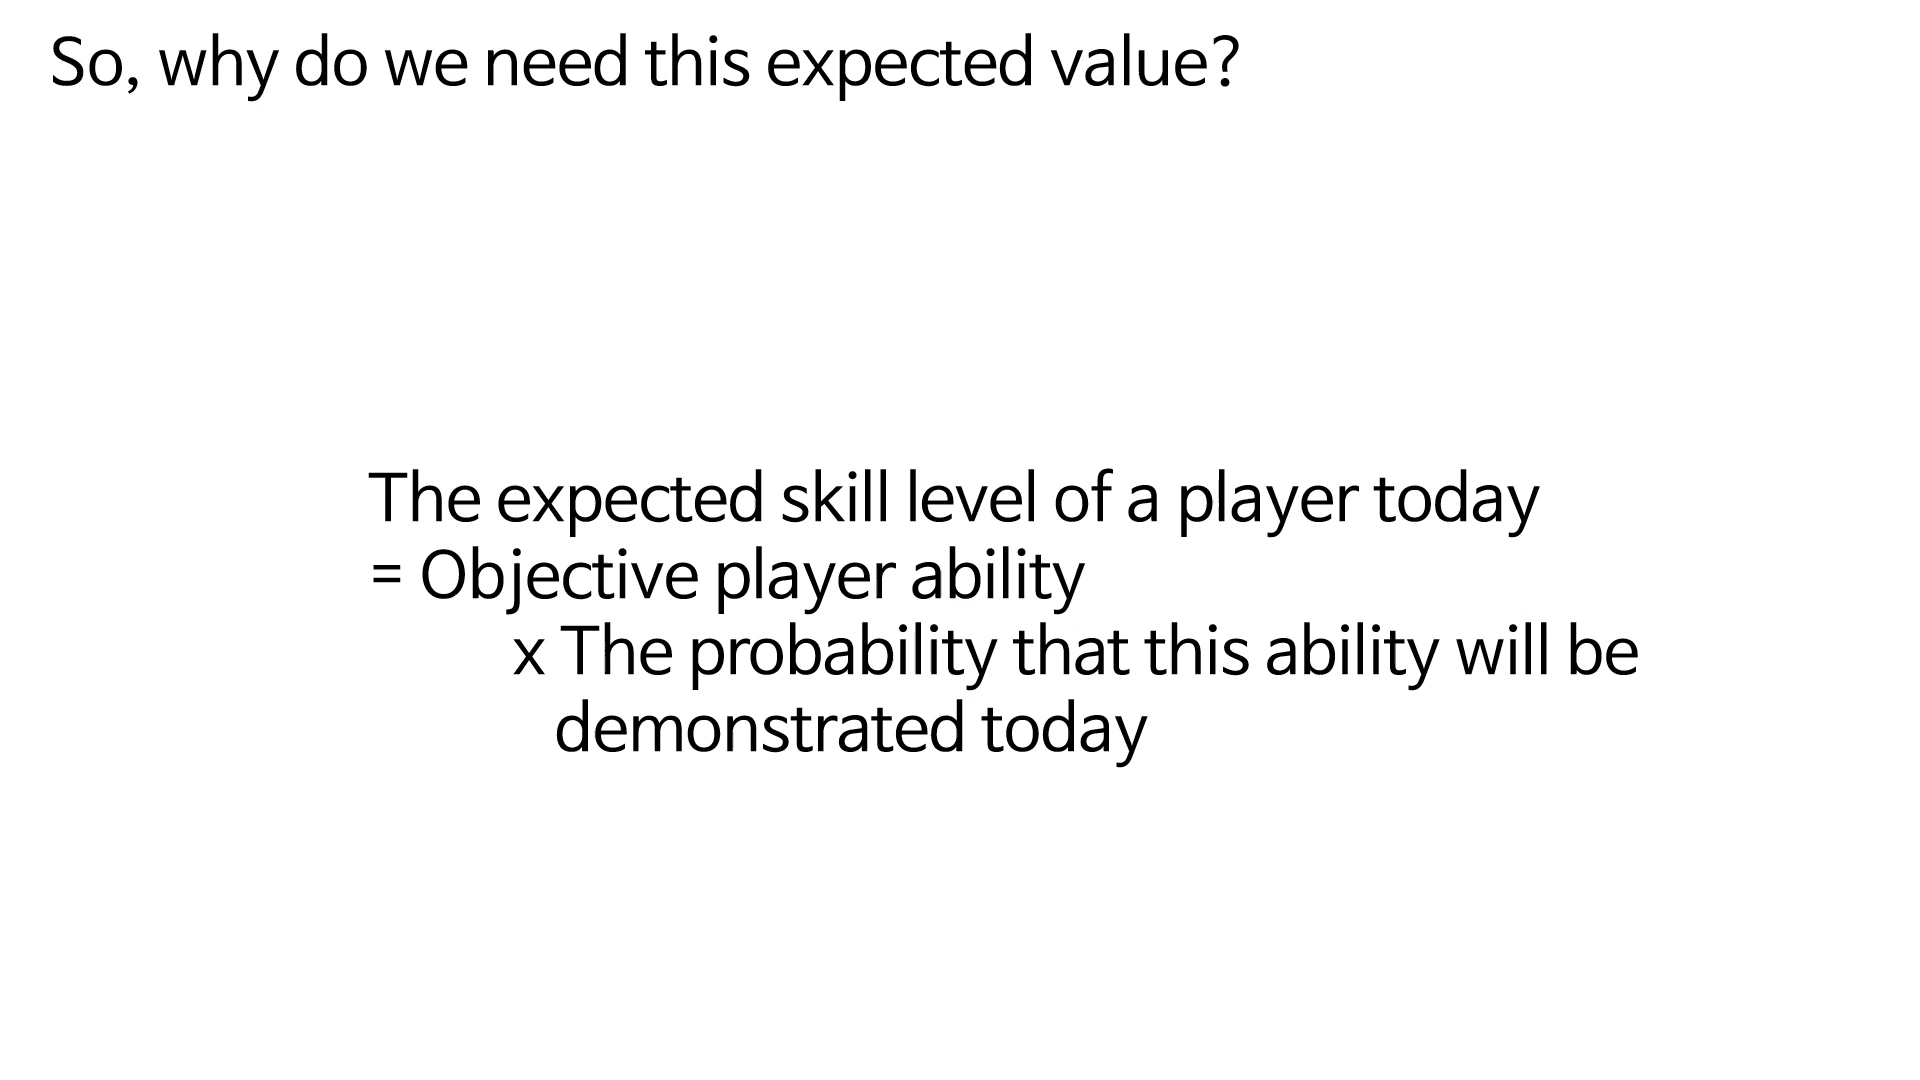 So, why do we need this expected value?
The expected skill level of a player today
= Objective player ability
x The probability that this ability will be
demonstrated today